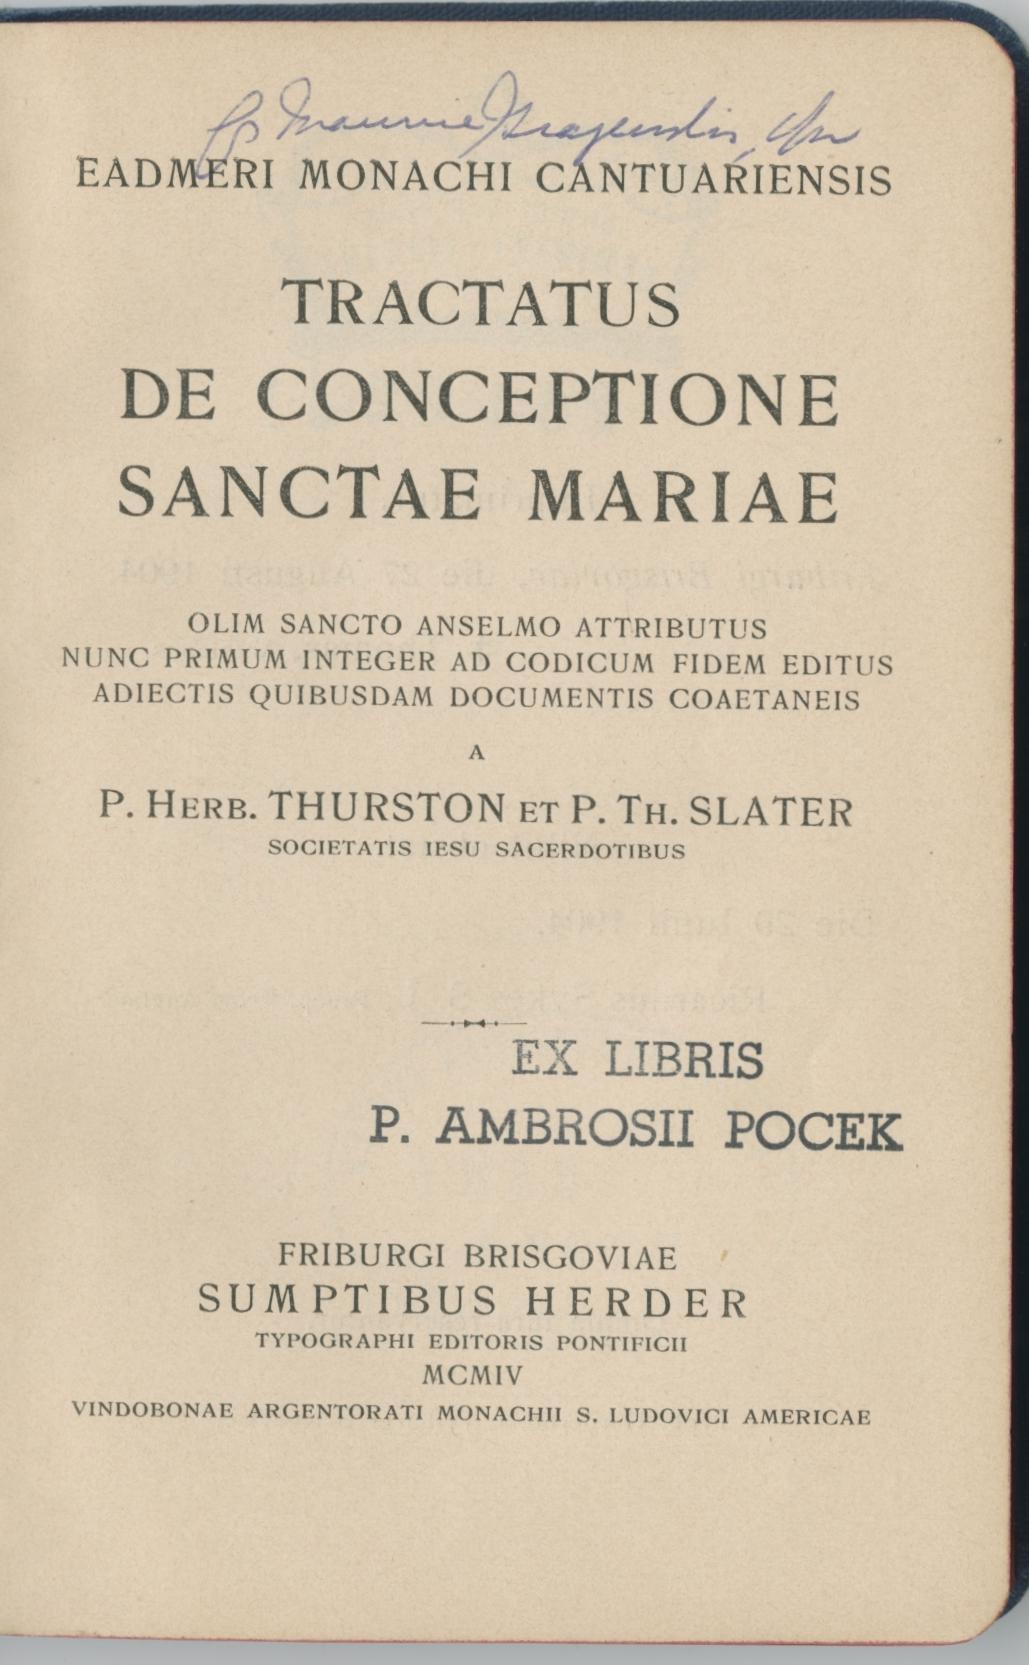 EADMERI MONACHI CANTUARIENSIS
TRACTATUS
DE CONCEPTIONE
SANCTAE MARIAE
OLIM SANCTO ANSELMO ATTRIBUTUS
NUNC PRIMUM INTEGER AD CODICUM FIDEM EDITUS
ADIECTIS QUIBUSDAM DOCUMENTIS COAETANEIS
A
P. HERB. THURSTON ET P. TH. SLATER
SOCIETATIS IESU SACERDOTIBUS
EX LIBRIS
P. AMBROSII POCEK
FRIBURGI BRISGOVIAE
SUMPTIBUS HERDER
TYPOGRAPHI EDITORIS PONTIFICII
MCMIV
VINDOBONAE ARGENTORATI MONACHII S. LUDOVICI AMERICAE